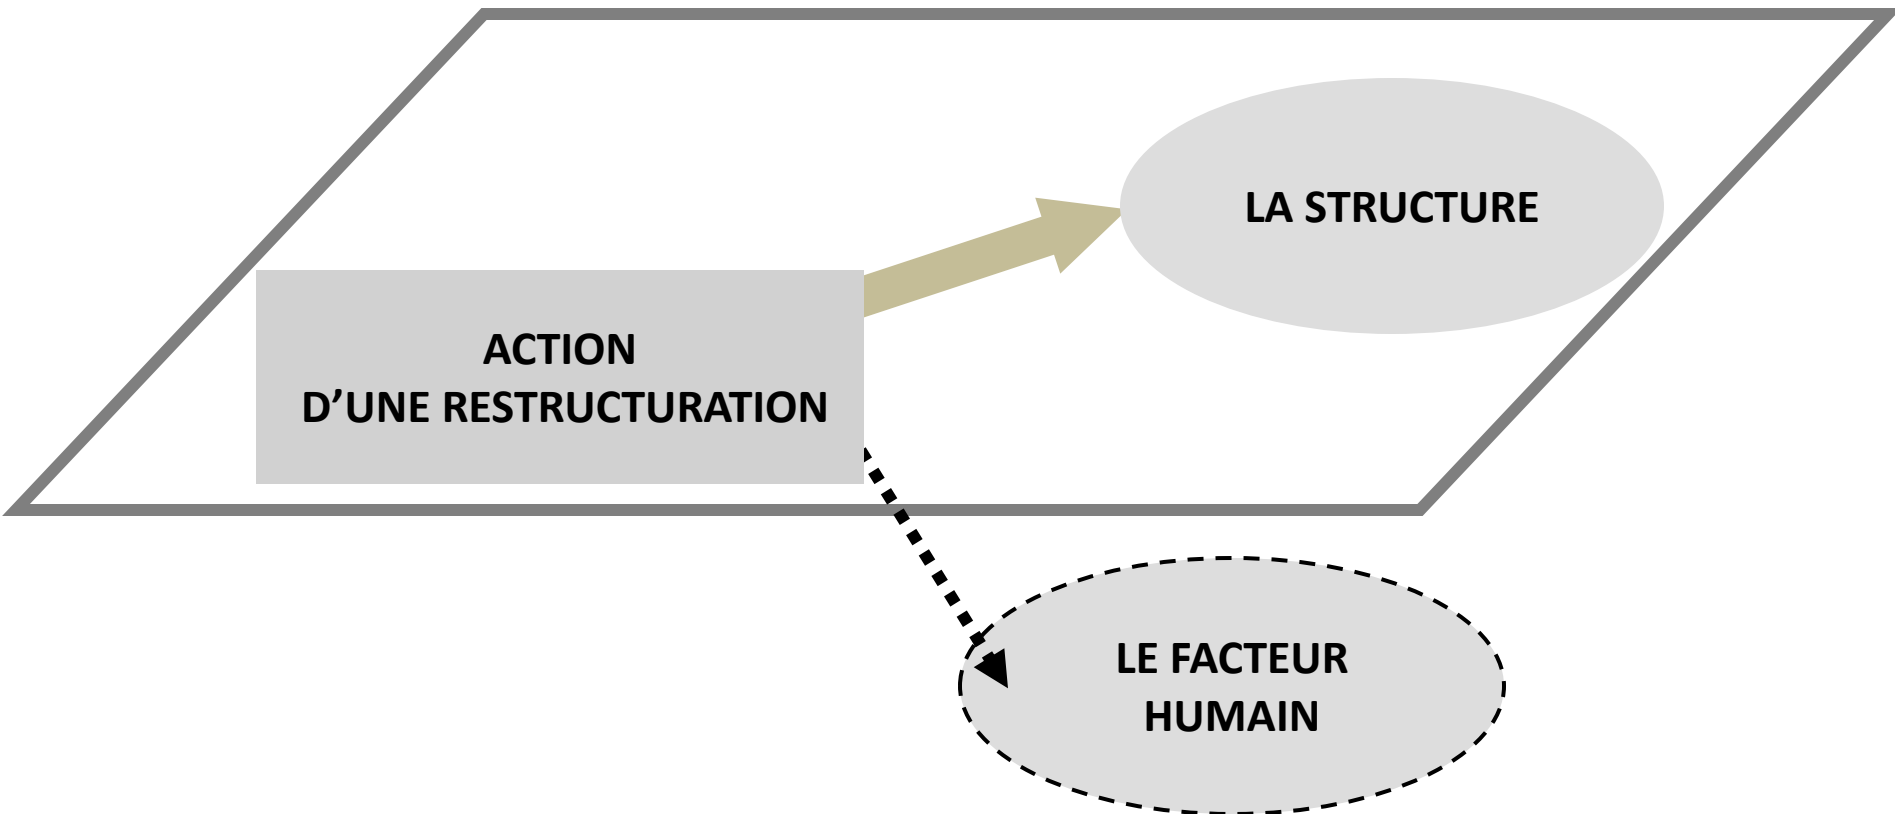 LA STRUCTURE
ACTION
D’UNE RESTRUCTURATION
LE FACTEUR
HUMAIN